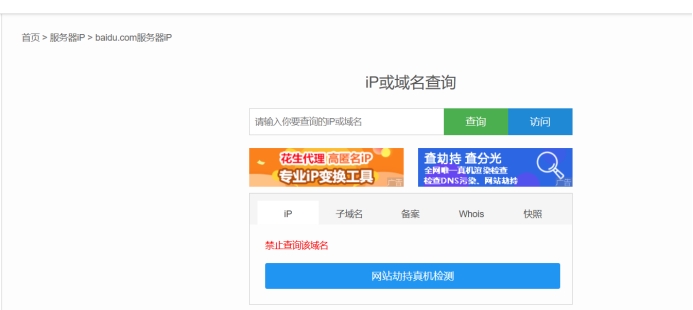 首页 > 服务器iP > baidu.com服务器iP
iP或域名查询
请输入你要查询的iP或域名
查询
访问
花生代理 高匿名iP
专业iP变换工具
广告
查劫持 查分光
全网唯一真机渲染检查
检查DNS污染、网站劫持
广告
iP
子域名
备案
Whois
快照
禁止查询该域名
网站劫持真机检测